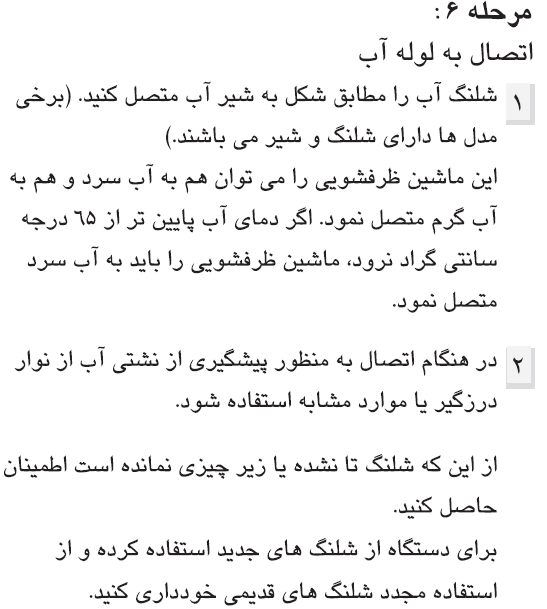 مرحله ۶:
اتصال به لوله آب
۱ شلنگ آب را مطابق شکل به شیر آب متصل کنید. (برخی
مدل ها دارای شلنگ و شیر می باشند.)
این ماشین ظرفشویی را می توان هم به آب سرد و هم به
آب گرم متصل نمود. اگر دمای آب پایین تر از ٦۵ درجه
سانتی گراد نرود، ماشین ظرفشویی را باید به آب سرد
متصل نمود.
۲ در هنگام اتصال به منظور پیشگیری از نشتی آب از نوار
درزگیر یا موارد مشابه استفاده شود.
از این که شلنگ تا نشده یا زیر چیزی نمانده است اطمینان
حاصل کنید.
برای دستگاه از شلنگ های جدید استفاده کرده و از
استفاده مجدد شلنگ های قدیمی خودداری کنید.